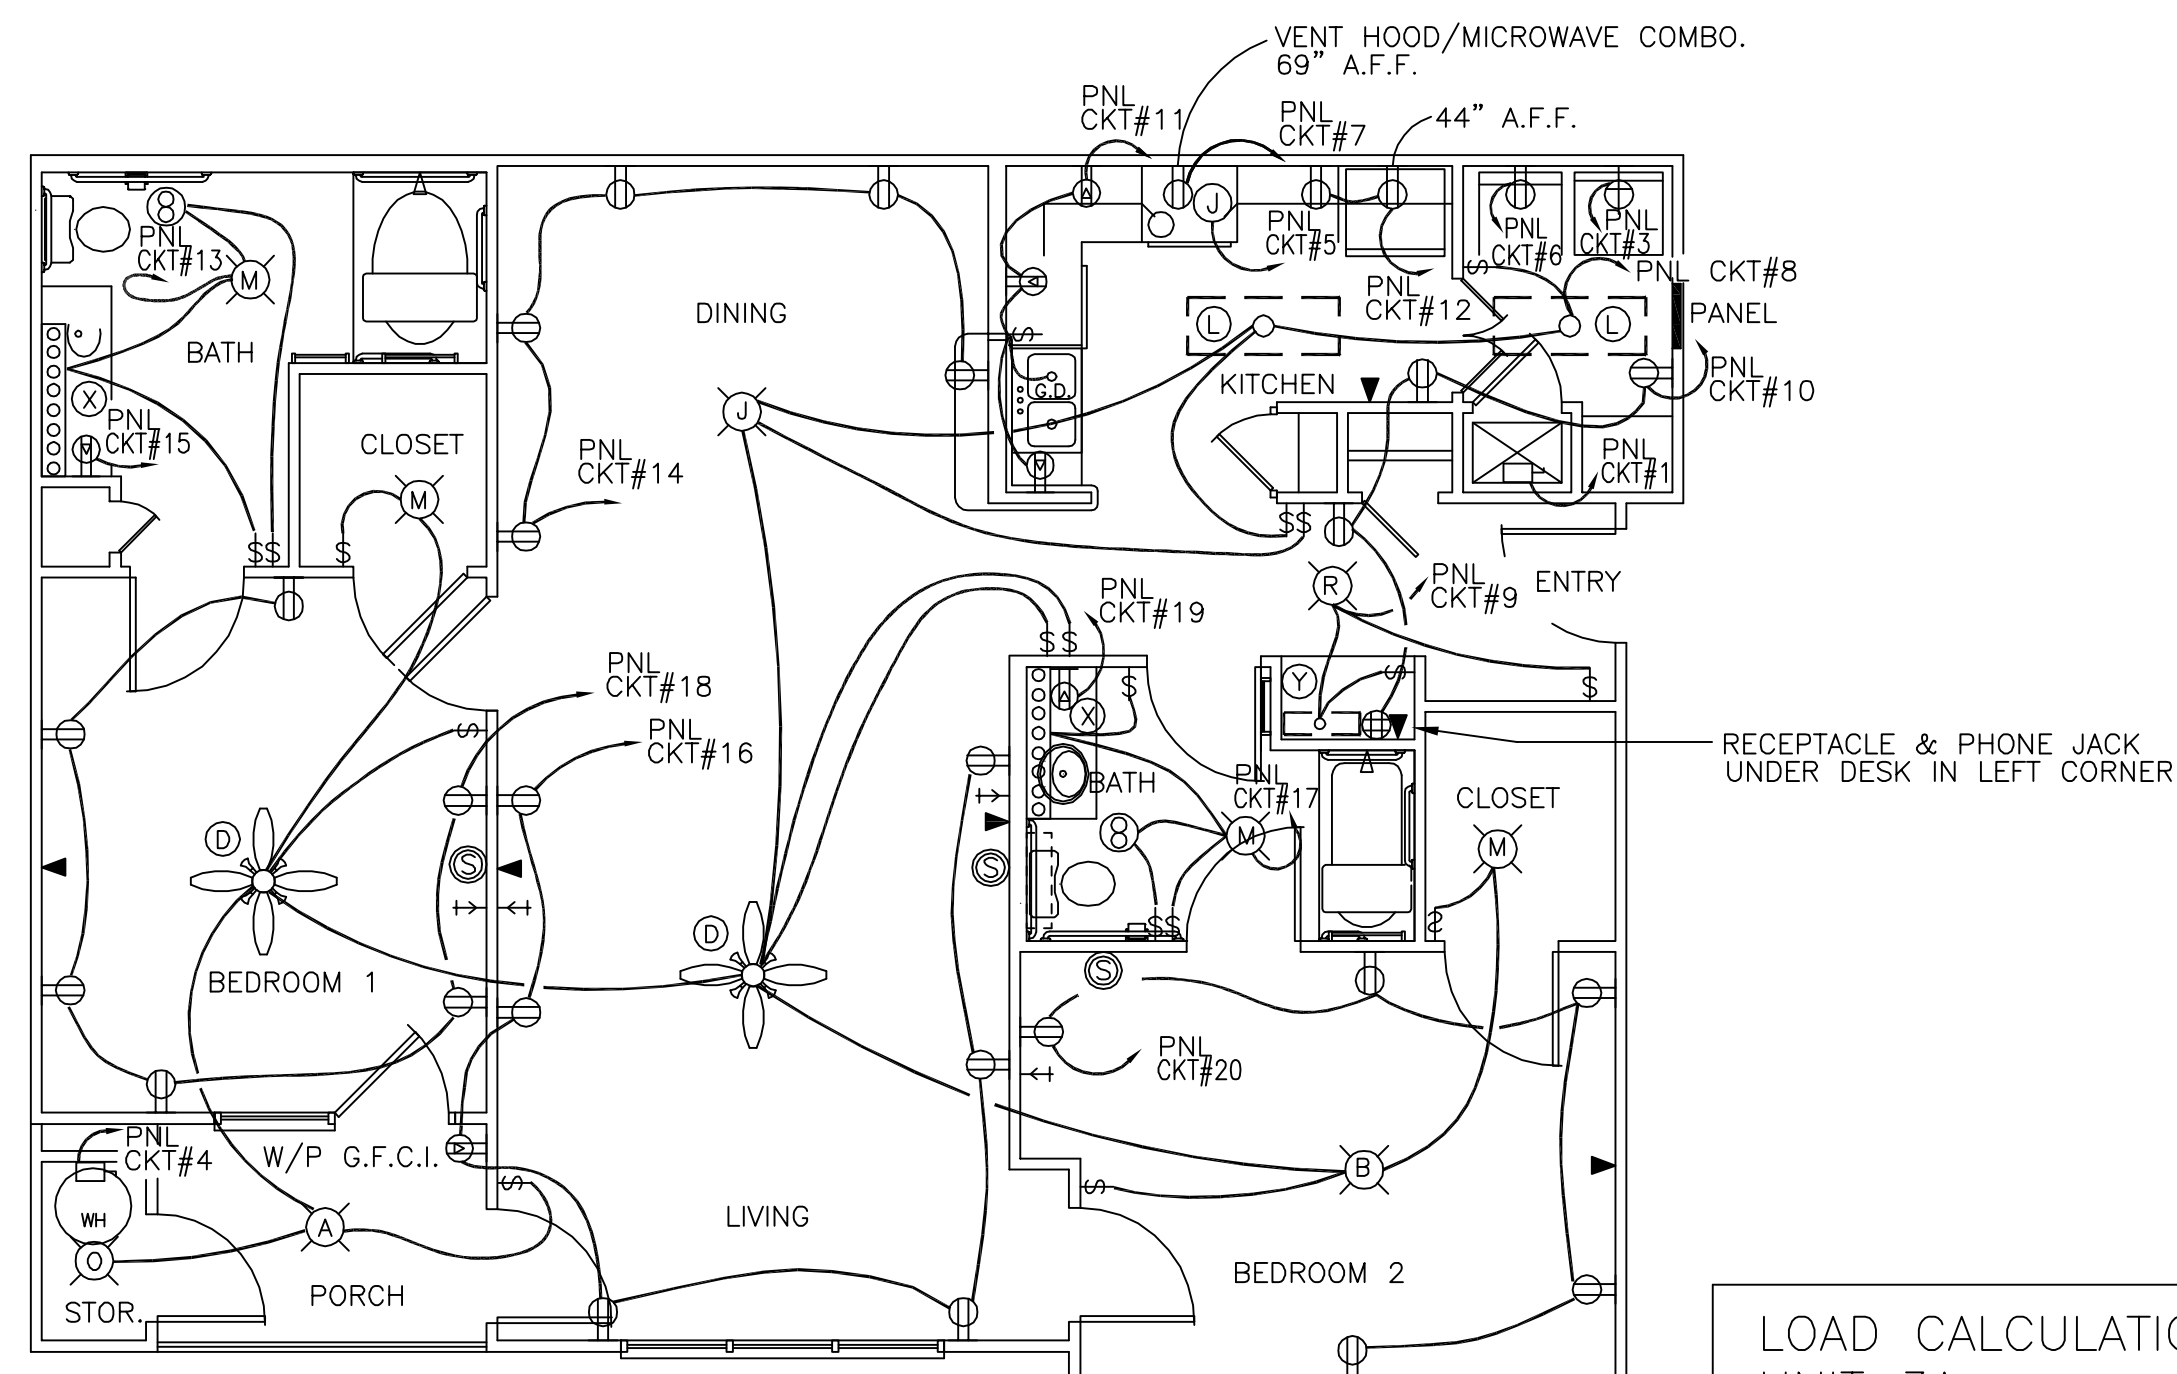 VENT HOOD/MICROWAVE COMBO.
69" A.F.F.
PNL
CKT#11
PNL
CKT#7
44" A.F.F.
PNL
CKT#13
M
BATH
X
PNL
CKT#15
CLOSET
M
$$
$
DINING
J
PNL
CKT#14
J
PNL
CKT#5
PNL
CKT#12
L
KITCHEN
G.D.
$
PNL
CKT#6
PNL
CKT#3
$
PNL CKT#8
L
PANEL
PNL
CKT#10
PNL
CKT#1
$$
R
PNL
CKT#9
ENTRY
$
PNL
CKT#19
$$
PNL
CKT#18
PNL
CKT#16
$
D
S
BEDROOM 1
D
S
$
X
BATH
M
$$
PNL
CKT#17
Y
$
RECEPTACLE & PHONE JACK
UNDER DESK IN LEFT CORNER
CLOSET
M
$
S
PNL
CKT#20
B
$
BEDROOM 2
PNL
CKT#4
W/P G.F.C.I.
$
WH
O
A
STOR.
PORCH
LIVING
LOAD CALCULATIO